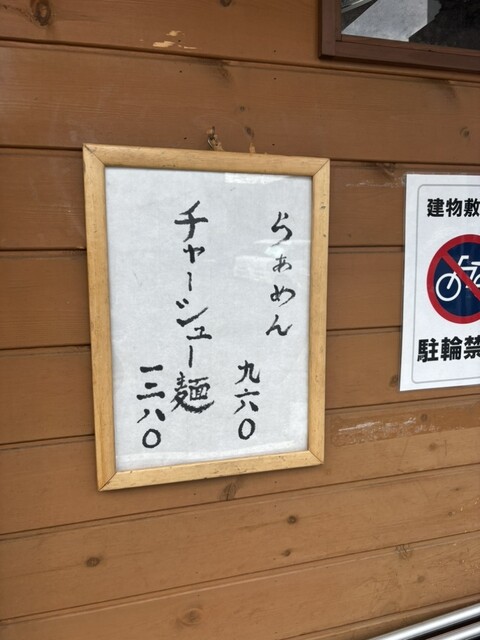 らぁめん
九六〇
チャーシュー麺
一三八〇
建物敷
駐輪禁